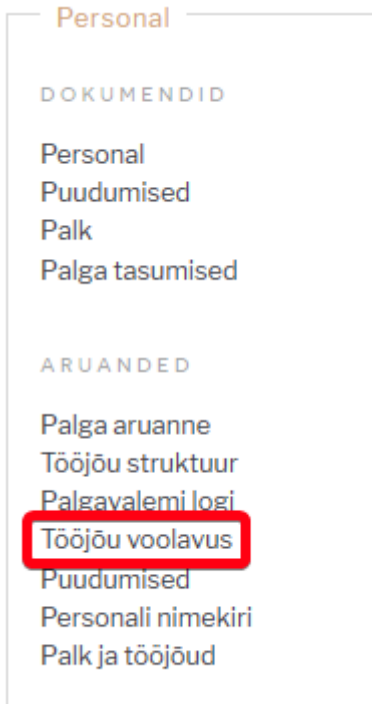 Personal
DOKUMENDID
Personal
Puudumised
Palk
Palga tasumised
ARUANDED
Palga aruanne
Tööjõu struktuur
Palgavalemi logi
Tööjõu voolavus
Puudumised
Personali nimekiri
Palk ja tööjõud